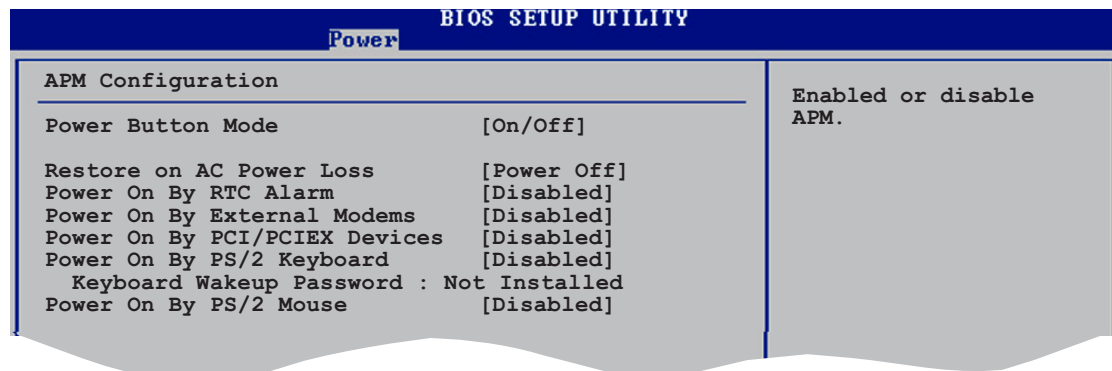 BIOS SETUP UTILITY
Power
APM Configuration
Power Button Mode [On/Off]
Restore on AC Power Loss [Power Off]
Power On By RTC Alarm [Disabled]
Power On By External Modems [Disabled]
Power On By PCI/PCIEX Devices [Disabled]
Power On By PS/2 Keyboard [Disabled]
Keyboard Wakeup Password : Not Installed
Power On By PS/2 Mouse [Disabled]
Enabled or disable
APM.